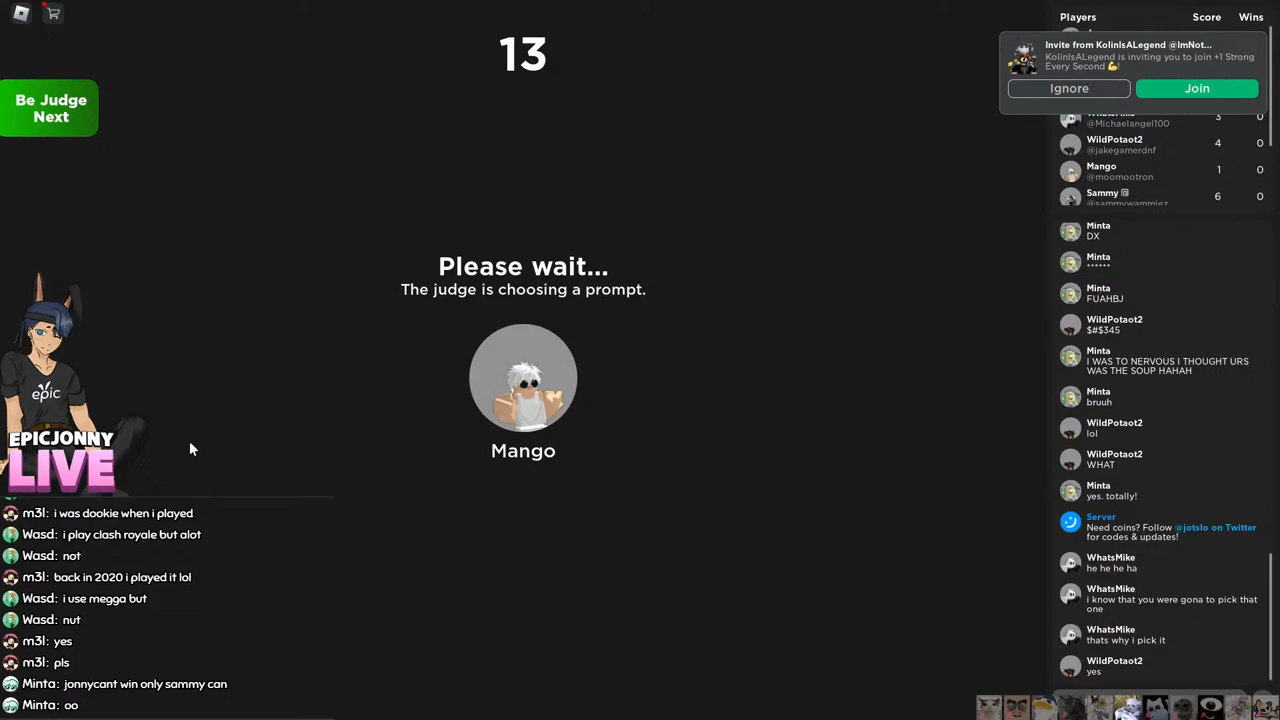 13
Be Judge
Next
Please wait...
The judge is choosing a prompt.
Mango
epic
EPICJONNY
LIVE
m3l: i was dookie when i played
Wasd: i play clash royale but alot
Wasd: not
m3l: back in 2020 i played it lol
Wasd: i use megga but
Wasd: nut
m3l: yes
m3l: pls
Minta: jonnycant win only sammy can
Minta: oo
Players Score Wins
Invite from KolinIsALegend @ImNot...
KolinIsALegend is inviting you to join +1 Strong
Every Second 💪!
Ignore Join
@Michaelangel100 3 0
WildPotaot2
@jakegamerdnf 4 0
Mango
@moomootron 1 0
Sammy
@sammywammiez 6 0
Minta
DX
Minta
******
Minta
FUAHBJ
WildPotaot2
$#$345
Minta
I WAS TO NERVOUS I THOUGHT URS
WAS THE SOUP HAHAH
Minta
bruuh
WildPotaot2
lol
WildPotaot2
WHAT
Minta
yes. totally!
Server
Need coins? Follow @jotslo on Twitter
for codes & updates!
WhatsMike
he he he ha
WhatsMike
i know that you were gona to pick that
one
WhatsMike
thats why i pick it
WildPotaot2
yes